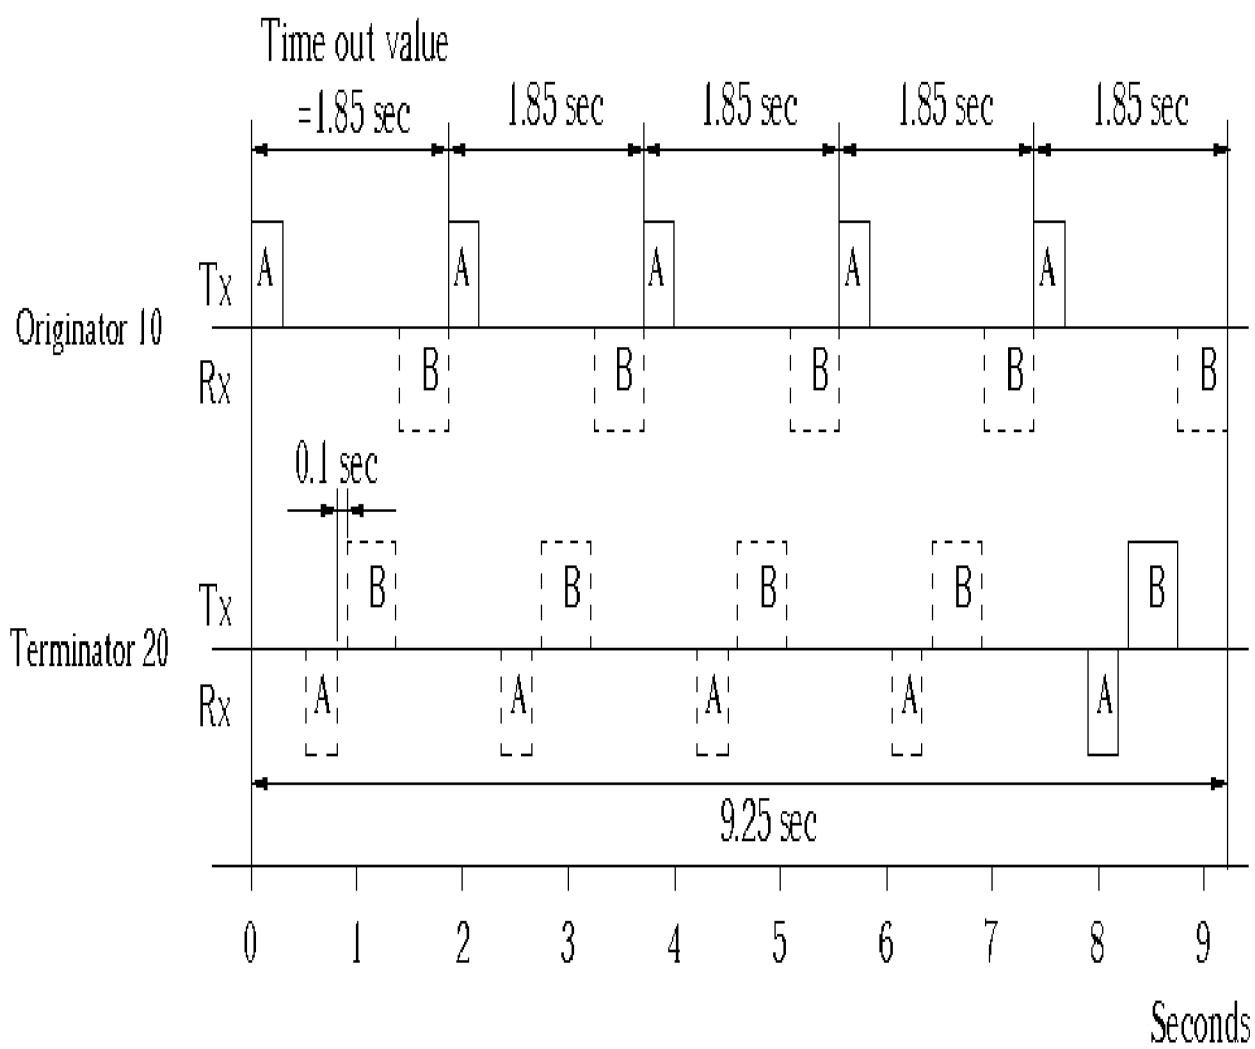 Time out value
=1.85 sec 1.85 sec 1.85 sec 1.85 sec 1.85 sec
A A A A A
Tx
Originator 10
Rx
B B B B B
0.1 sec
B B B B B
Tx
Terminator 20
Rx
A A A A A
9.25 sec
0 1 2 3 4 5 6 7 8 9
Seconds